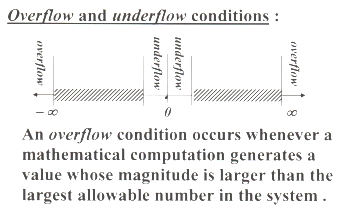 Overflow and underflow conditions :
overflow underflow underflow overflow
- ∞ 0 ∞
An overflow condition occurs whenever a
mathematical computation generates a
value whose magnitude is larger than the
largest allowable number in the system .